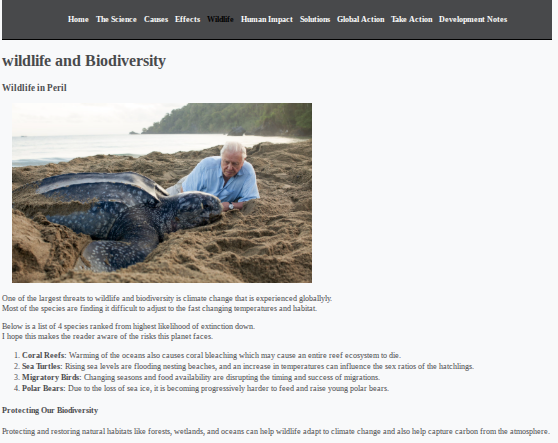 Home The Science Causes Effects Wildlife Human Impact Solutions Global Action Take Action Development Notes
wildlife and Biodiversity
Wildlife in Peril
One of the largest threats to wildlife and biodiversity is climate change that is experienced globallyly.
Most of the species are finding it difficult to adjust to the fast changing temperatures and habitat.
Below is a list of 4 species ranked from highest likelihood of extinction down.
I hope this makes the reader aware of the risks this planet faces.
1. Coral Reefs: Warming of the oceans also causes coral bleaching which may cause an entire reef ecosystem to die.
2. Sea Turtles: Rising sea levels are flooding nesting beaches, and an increase in temperatures can influence the sex ratios of the hatchlings.
3. Migratory Birds: Changing seasons and food availability are disrupting the timing and success of migrations.
4. Polar Bears: Due to the loss of sea ice, it is becoming progressively harder to feed and raise young polar bears.
Protecting Our Biodiversity
Protecting and restoring natural habitats like forests, wetlands, and oceans can help wildlife adapt to climate change and also help capture carbon from the atmosphere.